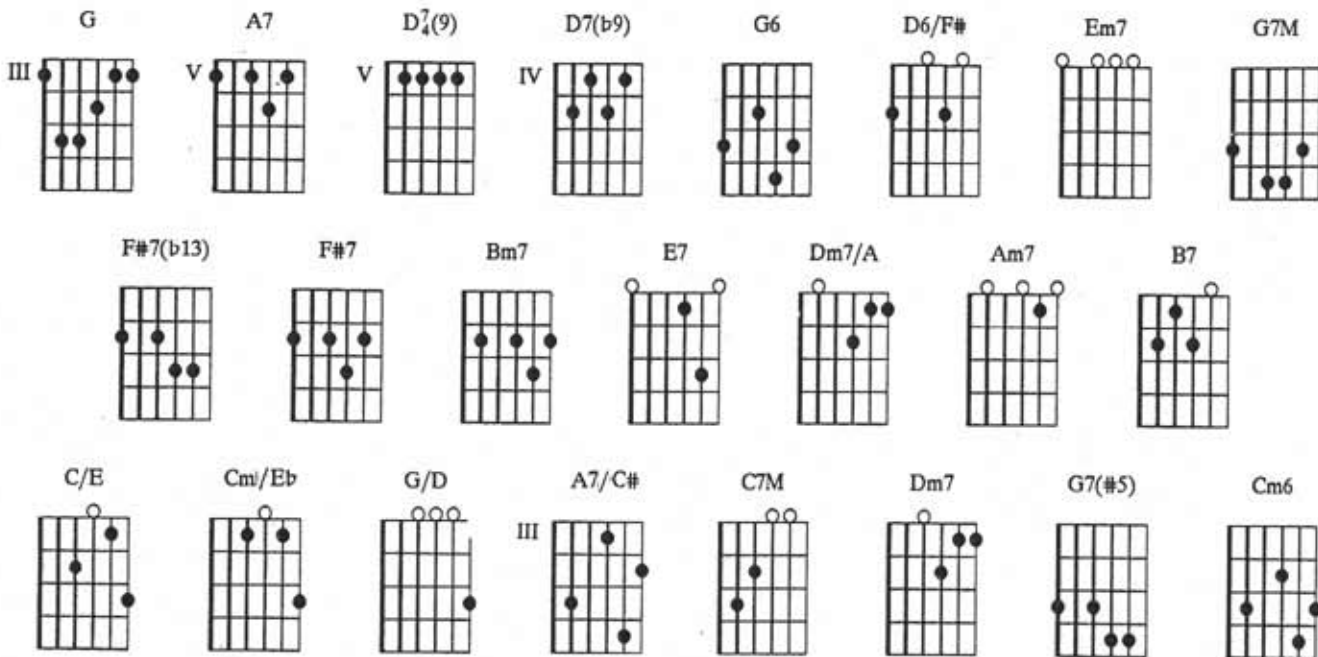 G A7 D7/4(9) D7(b9) G6 D6/F# Em7 G7M
III V V IV
F#7(b13) F#7 Bm7 E7 Dm7/A Am7 B7
C/E Cm/Eb G/D A7/C# C7M Dm7 G7(#5) Cm6
III